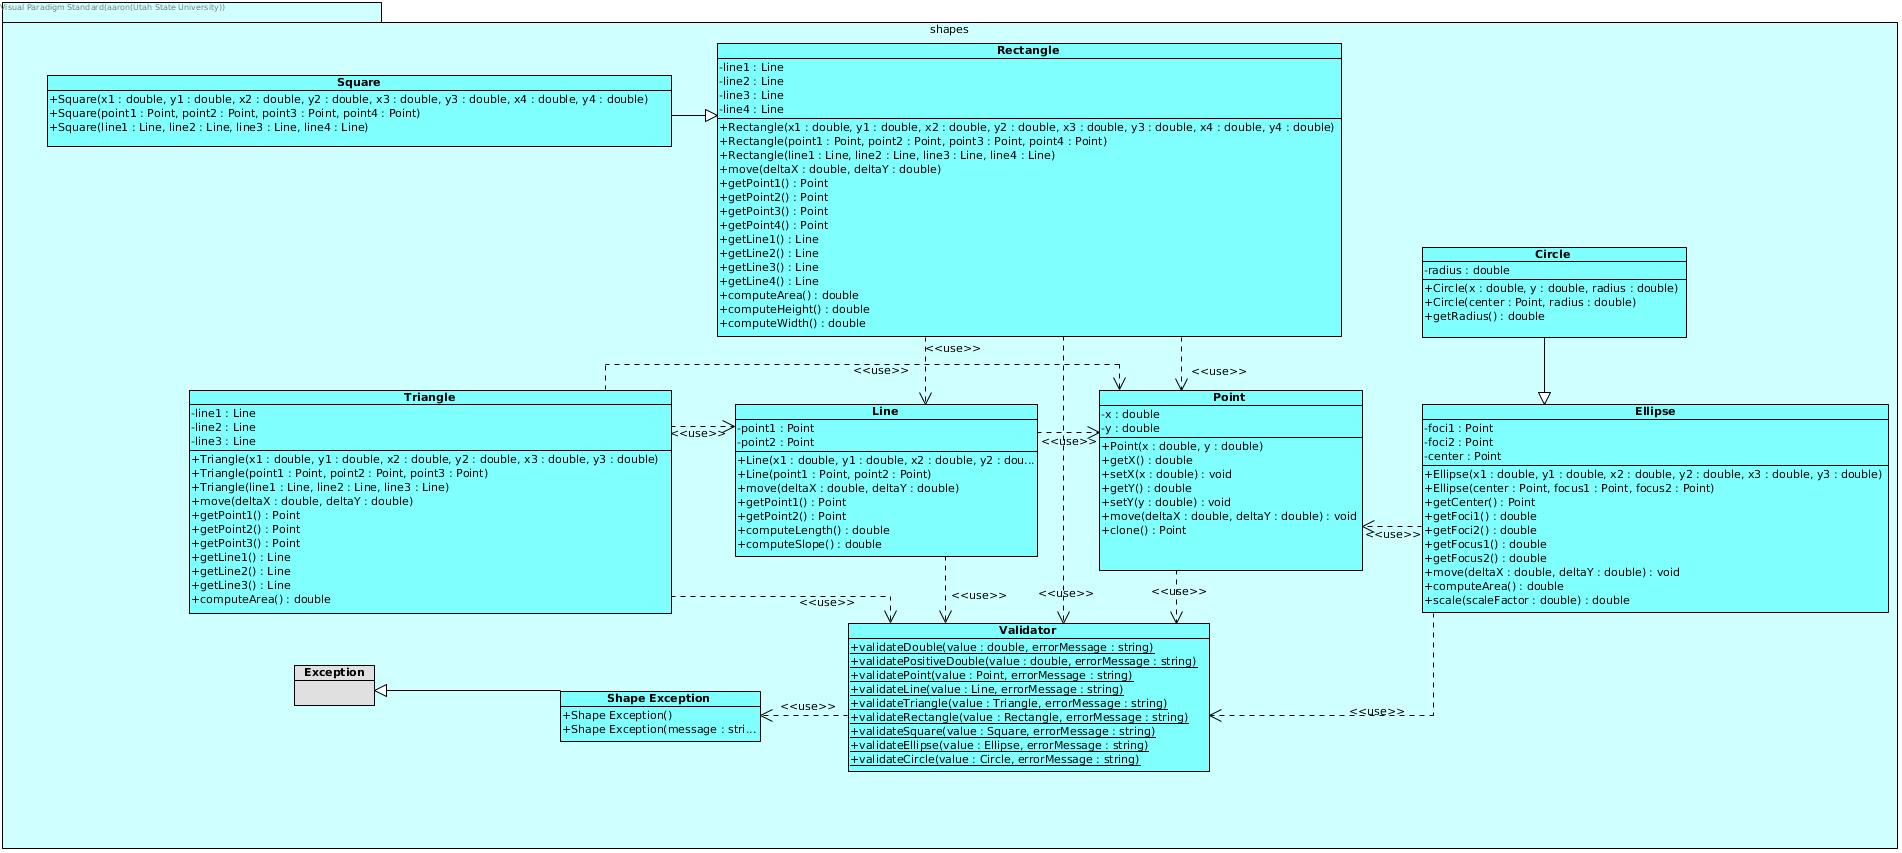 Visual Paradigm Standard(aaron(Utah State University))
shapes
Rectangle
-line1 : Line
-line2 : Line
-line3 : Line
-line4 : Line
+Rectangle(x1 : double, y1 : double, x2 : double, y2 : double, x3 : double, y3 : double, x4 : double, y4 : double)
+Rectangle(point1 : Point, point2 : Point, point3 : Point, point4 : Point)
+Rectangle(line1 : Line, line2 : Line, line3 : Line, line4 : Line)
+move(deltaX : double, deltaY : double)
+getPoint1() : Point
+getPoint2() : Point
+getPoint3() : Point
+getPoint4() : Point
+getLine1() : Line
+getLine2() : Line
+getLine3() : Line
+getLine4() : Line
+computeArea() : double
+computeHeight() : double
+computeWidth() : double
Square
+Square(x1 : double, y1 : double, x2 : double, y2 : double, x3 : double, y3 : double, x4 : double, y4 : double)
+Square(point1 : Point, point2 : Point, point3 : Point, point4 : Point)
+Square(line1 : Line, line2 : Line, line3 : Line, line4 : Line)
Circle
-radius : double
+Circle(x : double, y : double, radius : double)
+Circle(center : Point, radius : double)
+getRadius() : double
<<use>>
<<use>>
<<use>>
Triangle
-line1 : Line
-line2 : Line
-line3 : Line
+Triangle(x1 : double, y1 : double, x2 : double, y2 : double, x3 : double, y3 : double)
+Triangle(point1 : Point, point2 : Point, point3 : Point)
+Triangle(line1 : Line, line2 : Line, line3 : Line)
+move(deltaX : double, deltaY : double)
+getPoint1() : Point
+getPoint2() : Point
+getPoint3() : Point
+getLine1() : Line
+getLine2() : Line
+getLine3() : Line
+computeArea() : double
<<use>>
Line
-point1 : Point
-point2 : Point
+Line(x1 : double, y1 : double, x2 : double, y2 : dou...
+Line(point1 : Point, point2 : Point)
+move(deltaX : double, deltaY : double)
+getPoint1() : Point
+getPoint2() : Point
+computeLength() : double
+computeSlope() : double
<<use>>
Point
-x : double
-y : double
+Point(x : double, y : double)
+getX() : double
+setX(x : double) : void
+getY() : double
+setY(y : double) : void
+move(deltaX : double, deltaY : double) : void
+clone() : Point
<<use>>
Ellipse
-foci1 : Point
-foci2 : Point
-center : Point
+Ellipse(x1 : double, y1 : double, x2 : double, y2 : double, x3 : double, y3 : double)
+Ellipse(center : Point, focus1 : Point, focus2 : Point)
+getCenter() : Point
+getFoci1() : double
+getFoci2() : double
+getFocus1() : double
+getFocus2() : double
+move(deltaX : double, deltaY : double) : void
+computeArea() : double
+scale(scaleFactor : double) : double
<<use>>
<<use>>
<<use>>
<<use>>
Validator
+validateDouble(value : double, errorMessage : string)
+validatePositiveDouble(value : double, errorMessage : string)
+validatePoint(value : Point, errorMessage : string)
+validateLine(value : Line, errorMessage : string)
+validateTriangle(value : Triangle, errorMessage : string)
+validateRectangle(value : Rectangle, errorMessage : string)
+validateSquare(value : Square, errorMessage : string)
+validateEllipse(value : Ellipse, errorMessage : string)
+validateCircle(value : Circle, errorMessage : string)
<<use>>
Exception
Shape Exception
+Shape Exception()
+Shape Exception(message : stri...
<<use>>